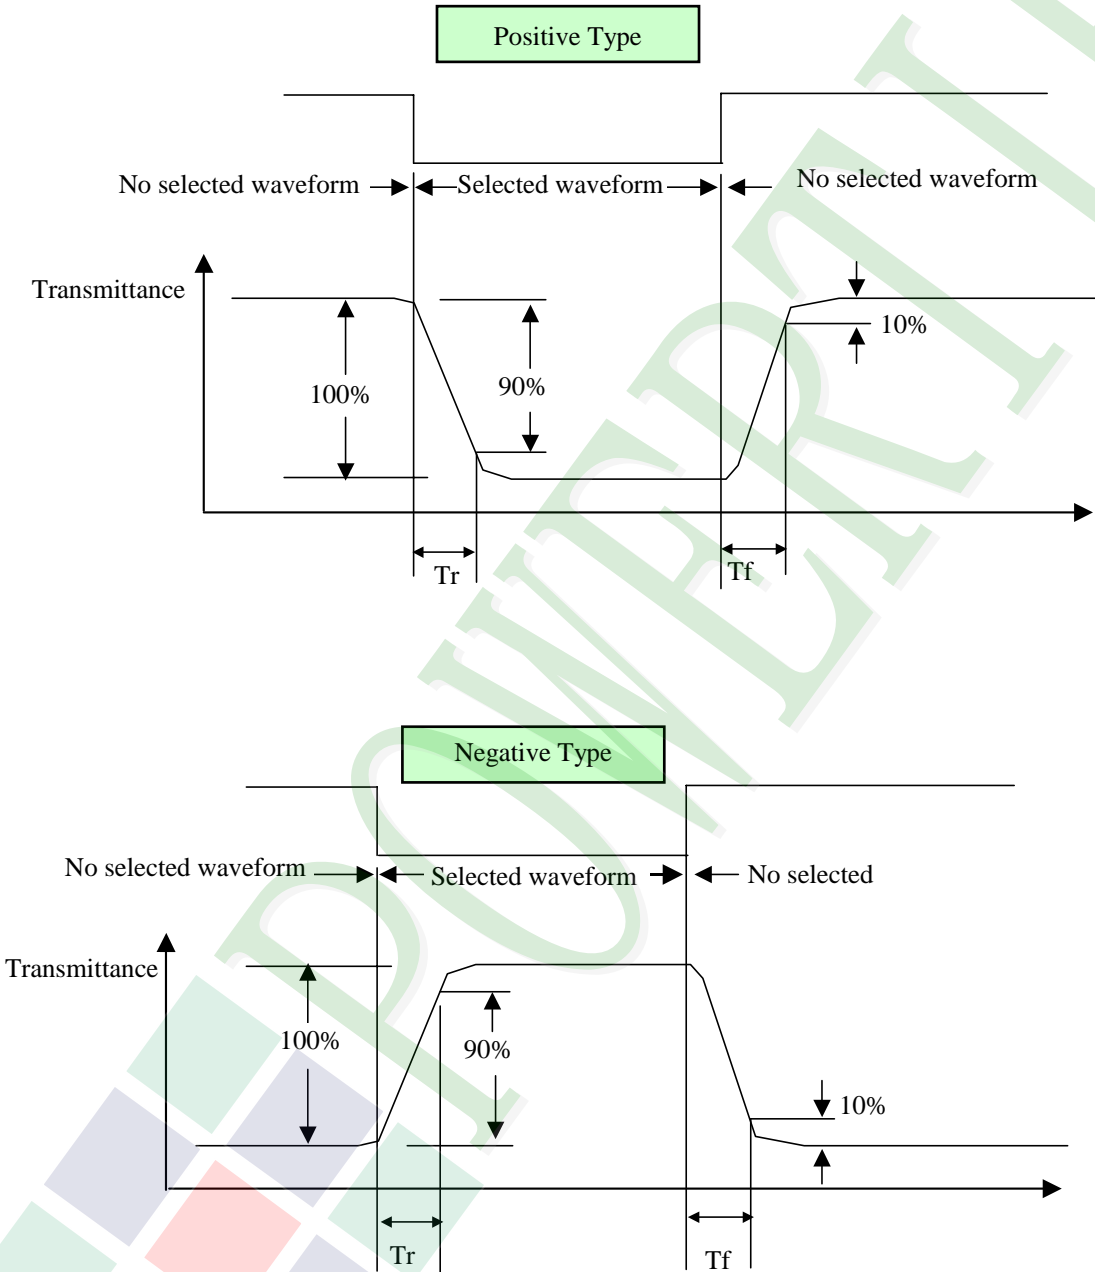 Positive Type
No selected waveform
Selected waveform
No selected waveform
Transmittance
10%
100%
90%
Tr
Tf
Negative Type
No selected waveform
Selected waveform
No selected
Transmittance
100%
90%
10%
Tr
Tf
POWERTI